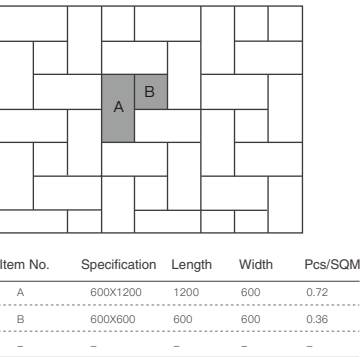 A
B
Item No. Specification Length Width Pcs/SQM
A 600X1200 1200 600 0.72
B 600X600 600 600 0.36
– – – – –